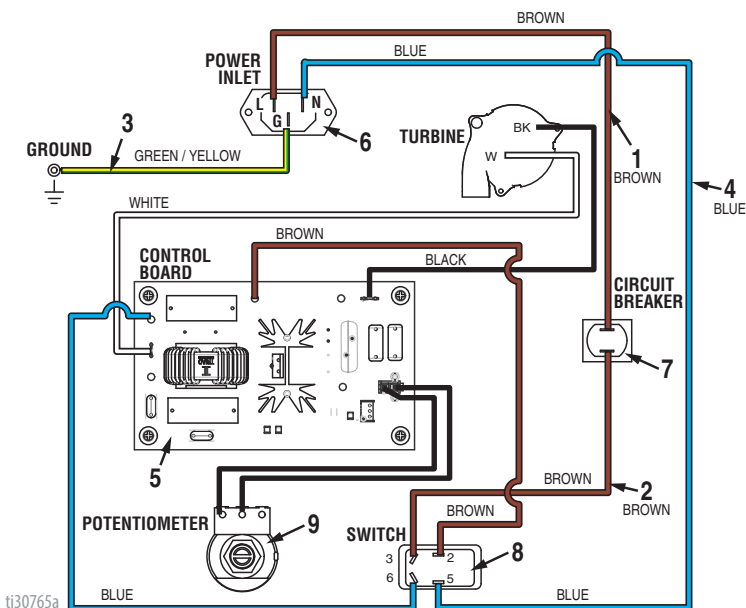 BROWN
BLUE
POWER
INLET
L
N
G
6
3
GROUND
GREEN / YELLOW
TURBINE
BK
W
1
BROWN
4
BLUE
WHITE
BROWN
CONTROL
BOARD
BLACK
CIRCUIT
BREAKER
7
5
BROWN
2
BROWN
POTENTIOMETER
9
SWITCH
BROWN
3
2
8
6
5
BLUE
BLUE
ti30765a